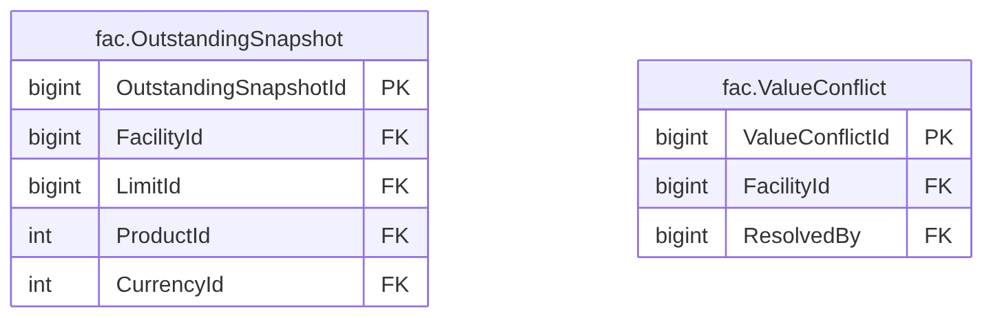 fac.OutstandingSnapshot
bigint OutstandingSnapshotId PK
bigint FacilityId FK
bigint LimitId FK
int ProductId FK
int CurrencyId FK
fac.ValueConflict
bigint ValueConflictId PK
bigint FacilityId FK
bigint ResolvedBy FK